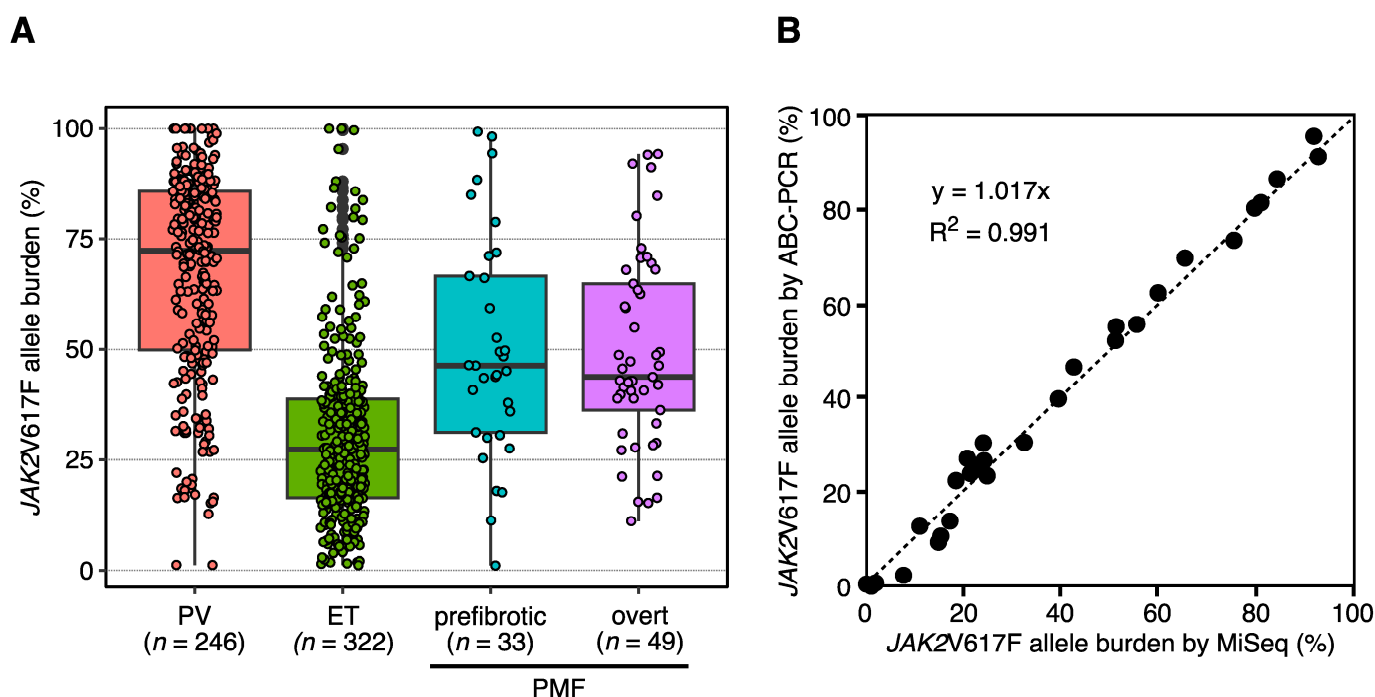 A
JAK2V617F allele burden (%)
100
75
50
25
0
PV
(n = 246)
ET
(n = 322)
prefibrotic
(n = 33)
overt
(n = 49)
PMF
B
JAK2V617F allele burden by ABC-PCR (%)
100
80
60
40
20
0
y = 1.017x
R² = 0.991
0 20 40 60 80 100
JAK2V617F allele burden by MiSeq (%)